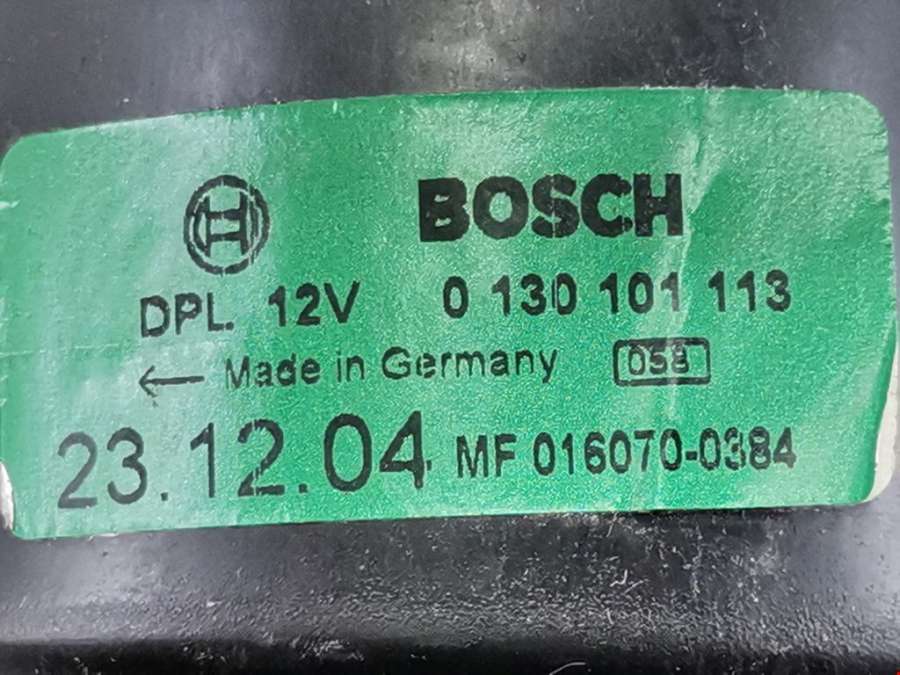 BOSCH
DPL. 12V 0 130 101 113
← Made in Germany 058
23.12.04 MF 016070-0384